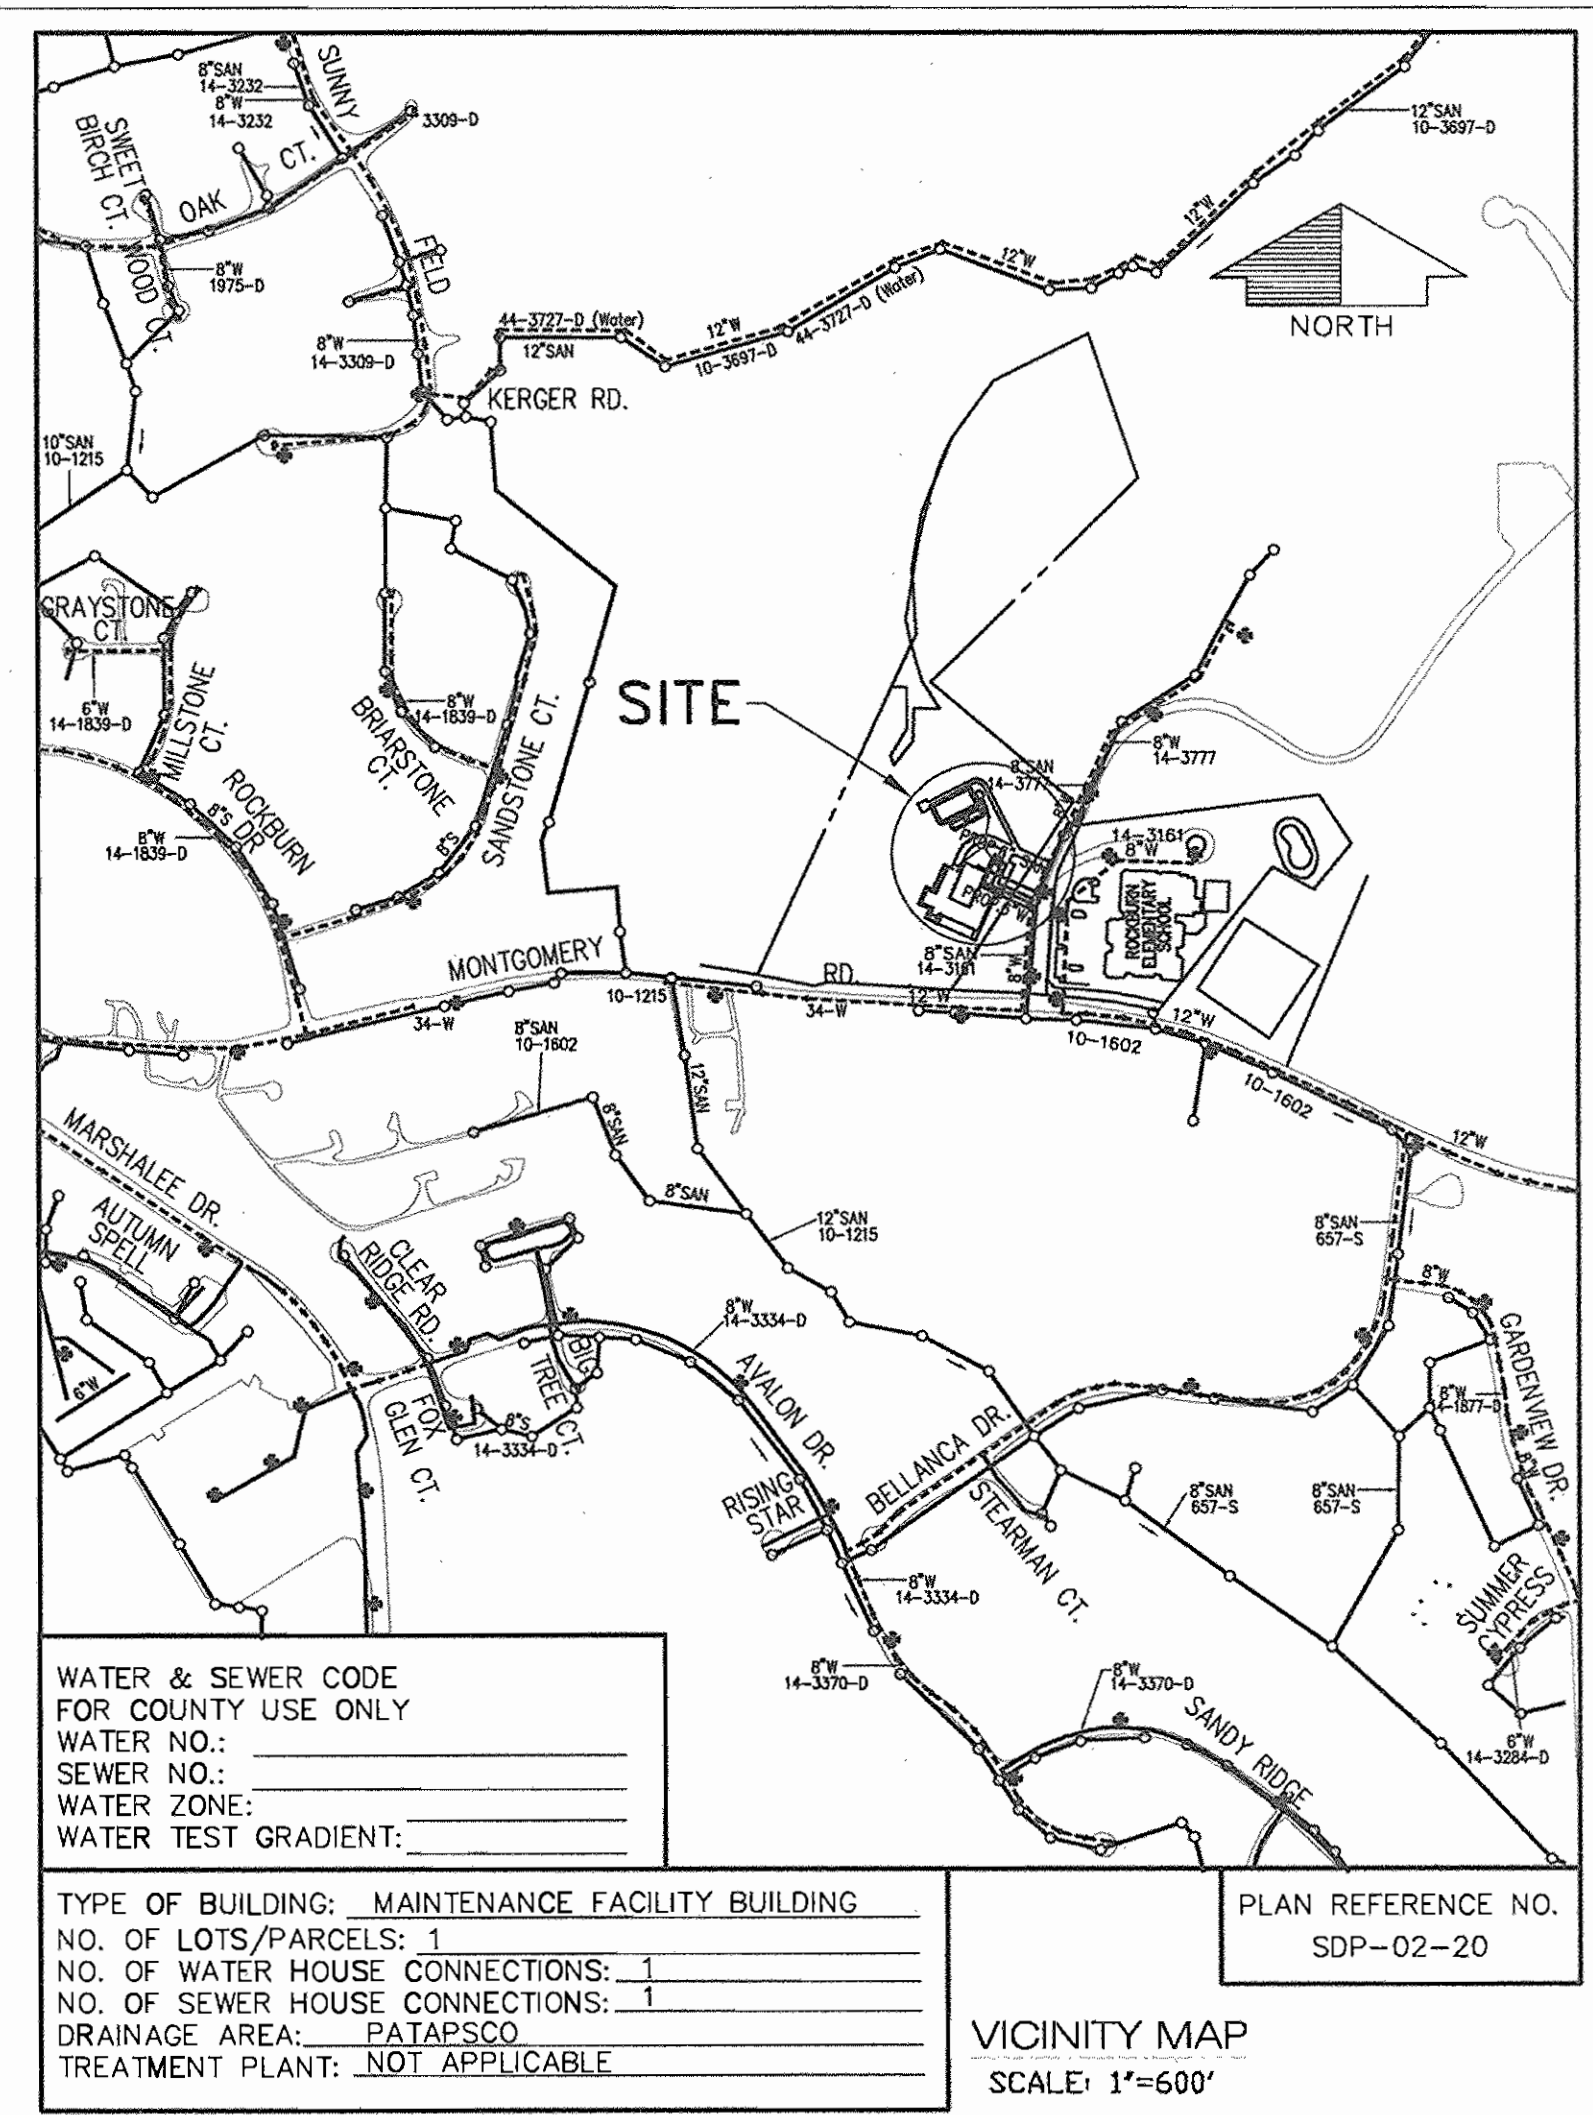 8"SAN
14-3232
8"W
14-3232
SUNNY
3309-D
12"SAN
10-3697-D
SWEET
BIRCH CT.
OAK
CT.
WOOD CT.
8"W
1975-D
FIELD
12"W
12"W
NORTH
44-3727-D (Water)
12"SAN
12"W
10-3697-D
44-3727-D (Water)
8"W
14-3309-D
KERGER RD.
10"SAN
10-1215
GRAYSTONE
CT.
6"W
14-1839-D
MILLSTONE
CT.
8"W
14-1839-D
BRIARSTONE
CT.
SANDSTONE CT.
SITE
8"W
14-3777
8"SAN
14-3777
ROCKBURN
DR
8"S
8"W
14-1839-D
8"S
14-3161
8"W
ROCKBURN
ELEMENTARY
SCHOOL
8"SAN
14-3161
8"W
MONTGOMERY
RD.
10-1215
34-W
34-W
12"W
12"W
10-1602
10-1602
12"W
8"SAN
10-1602
12"SAN
8"SAN
8"SAN
12"SAN
10-1215
MARSHALEE DR.
AUTUMN
SPELL
CLEAR
RIDGE RD.
8"SAN
657-S
8"W
GARDENVIEW DR.
8"W
14-3334-D
BIG
TREE CT.
AVALON DR.
6"W
FOX
GLEN CT.
8"S
14-3334-D
8"W
14-1877-D
8"W
BELLANCA DR.
RISING
STAR
STEARMAN CT.
8"SAN
657-S
8"SAN
657-S
8"W
14-3334-D
SUMMER
CYPRESS
8"W
14-3370-D
8"W
14-3370-D
SANDY RIDGE
6"W
14-3284-D
WATER & SEWER CODE
FOR COUNTY USE ONLY
WATER NO.:
SEWER NO.:
WATER ZONE:
WATER TEST GRADIENT:
TYPE OF BUILDING: MAINTENANCE FACILITY BUILDING
NO. OF LOTS/PARCELS: 1
NO. OF WATER HOUSE CONNECTIONS: 1
NO. OF SEWER HOUSE CONNECTIONS: 1
DRAINAGE AREA: PATAPSCO
TREATMENT PLANT: NOT APPLICABLE
PLAN REFERENCE NO.
SDP-02-20
VICINITY MAP
SCALE: 1"=600'